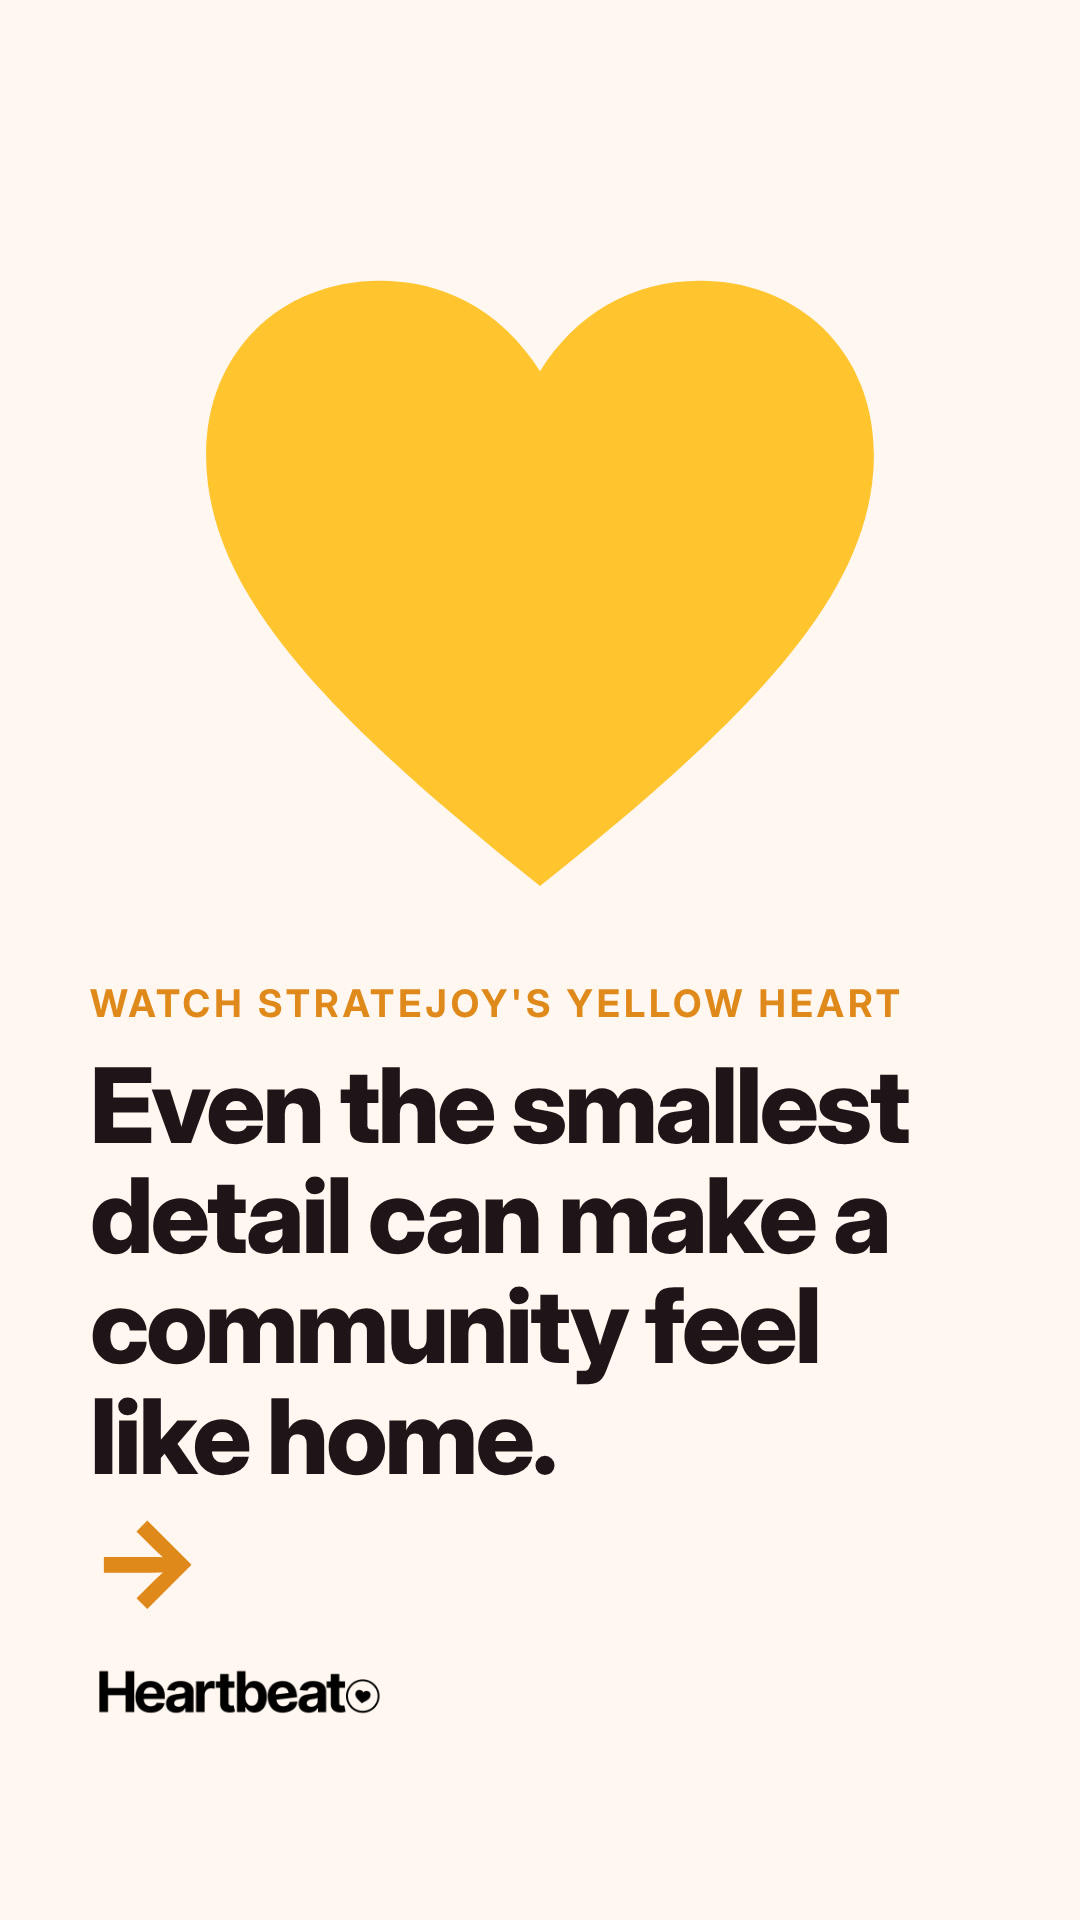 WATCH STRATEJOY'S YELLOW HEART
Even the smallest
detail can make a
community feel
like home.
Heartbeat